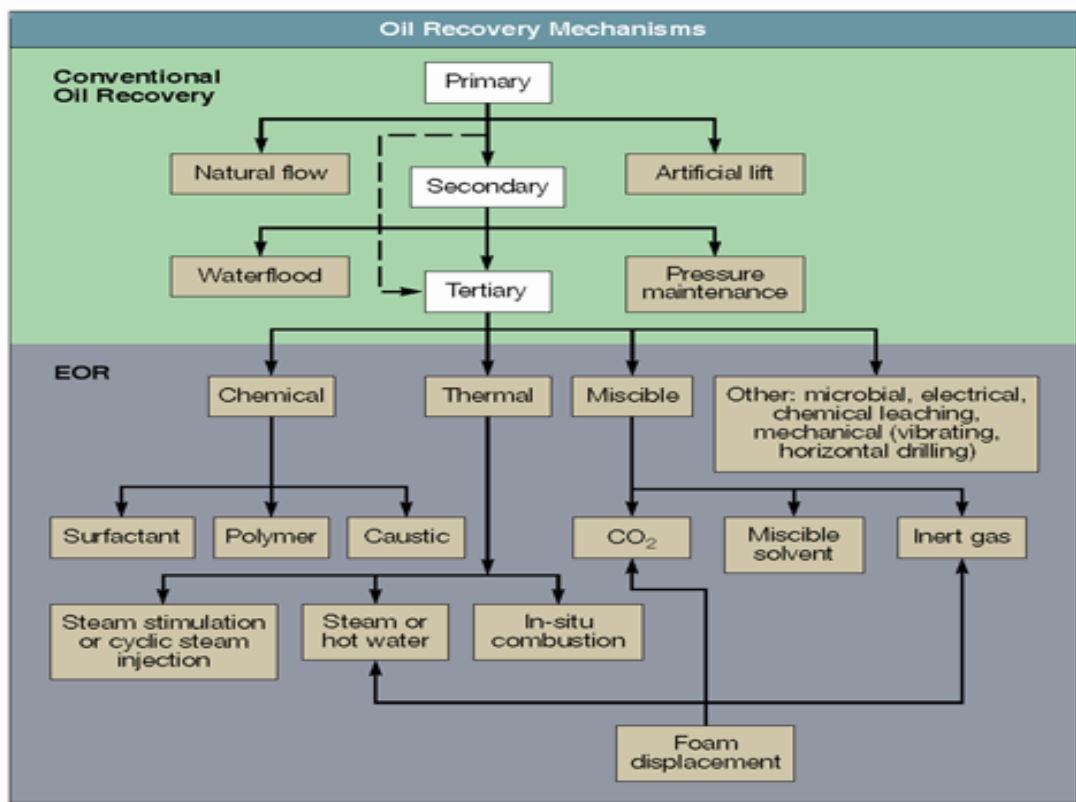 Oil Recovery Mechanisms
Conventional
Oil Recovery
Primary
Natural flow
Artificial lift
Secondary
Waterflood
Pressure
maintenance
Tertiary
EOR
Chemical
Thermal
Miscible
Other: microbial, electrical,
chemical leaching,
mechanical (vibrating,
horizontal drilling)
Surfactant
Polymer
Caustic
CO₂
Miscible
solvent
Inert gas
Steam stimulation
or cyclic steam
injection
Steam or
hot water
In-situ
combustion
Foam
displacement